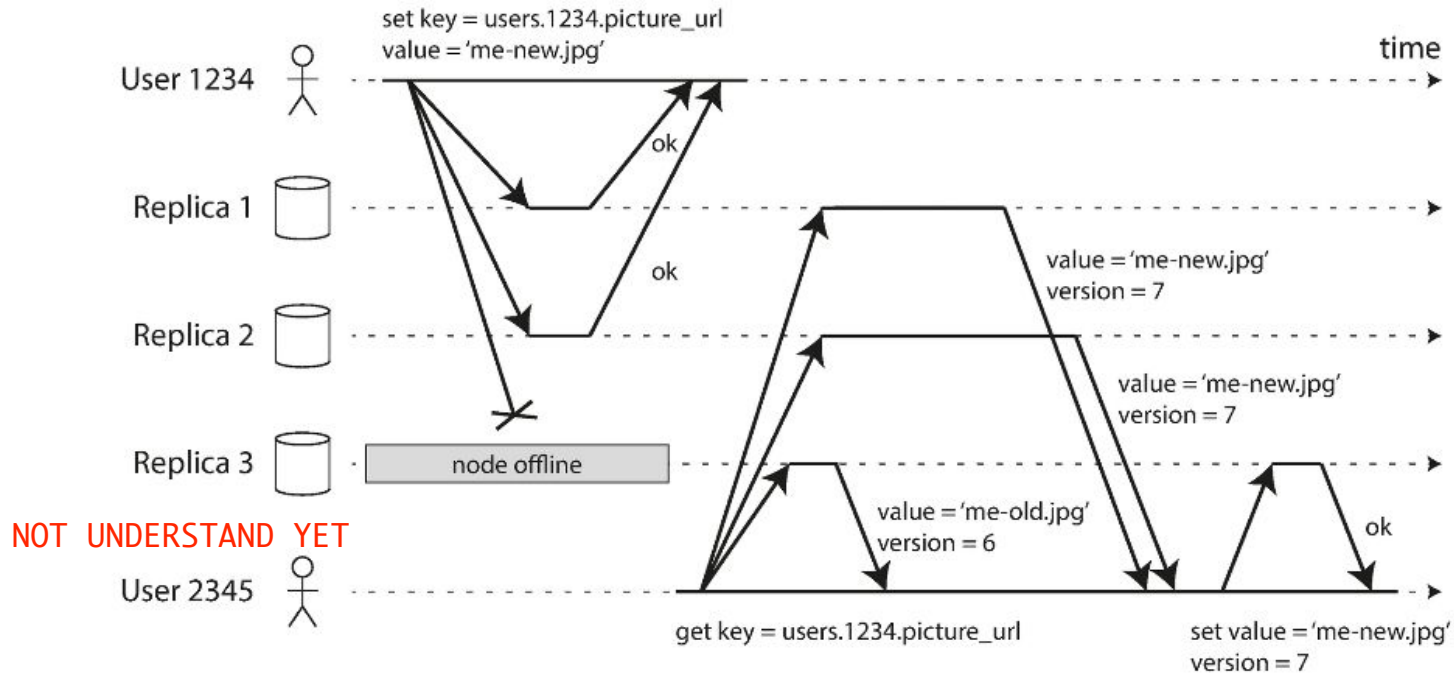 set key = users.1234.picture_url
value = ‘me-new.jpg’
time
User 1234
ok
Replica 1
value = ‘me-new.jpg’
version = 7
ok
Replica 2
value = ‘me-new.jpg’
version = 7
Replica 3
node offline
value = ‘me-old.jpg’
version = 6
ok
NOT UNDERSTAND YET
User 2345
get key = users.1234.picture_url
set value = ‘me-new.jpg’
version = 7